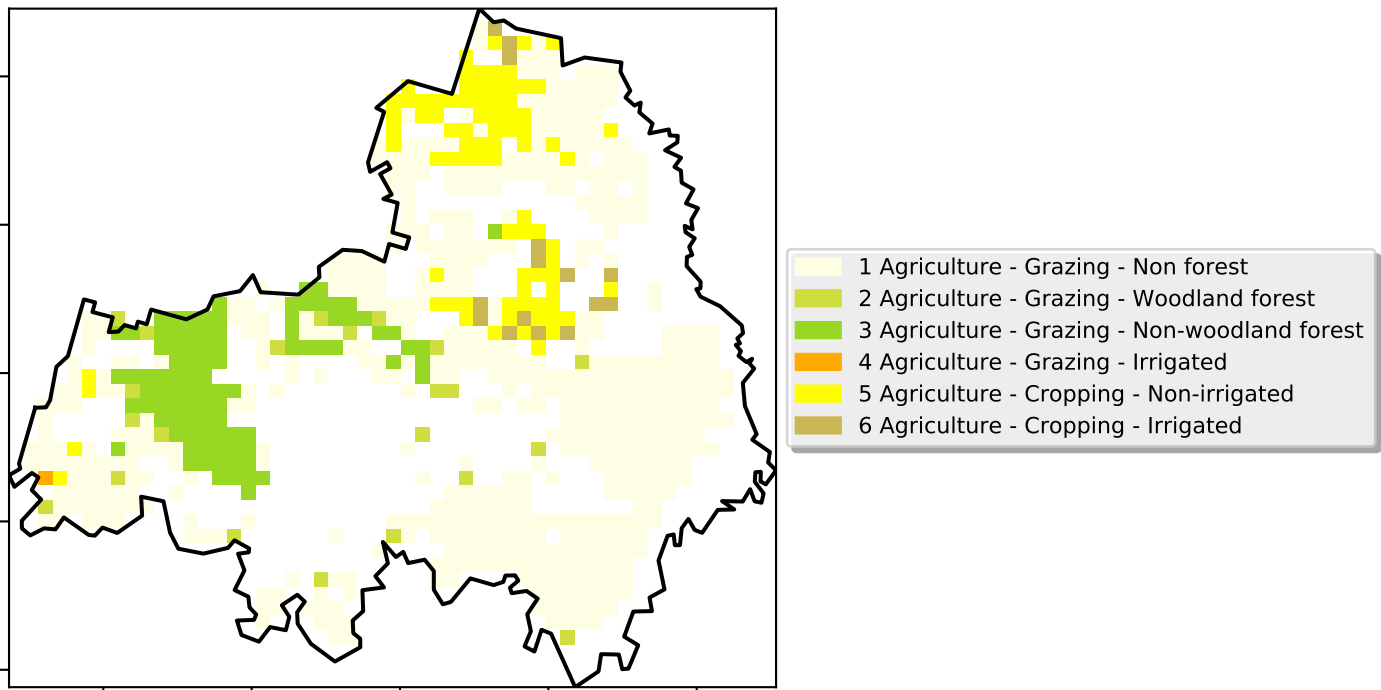 1 Agriculture - Grazing - Non forest
2 Agriculture - Grazing - Woodland forest
3 Agriculture - Grazing - Non-woodland forest
4 Agriculture - Grazing - Irrigated
5 Agriculture - Cropping - Non-irrigated
6 Agriculture - Cropping - Irrigated